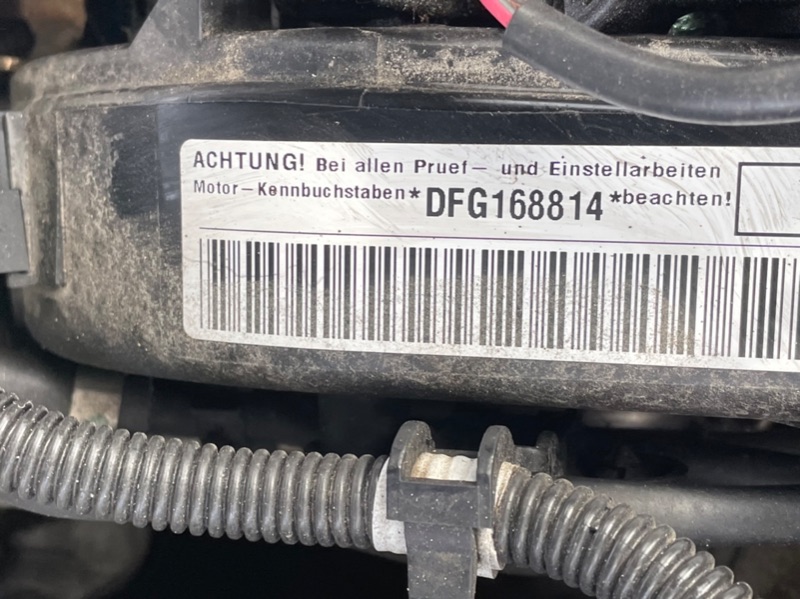 ACHTUNG! Bei allen Pruef- und Einstellarbeiten
Motor-Kennbuchstaben*DFG168814*beachten!